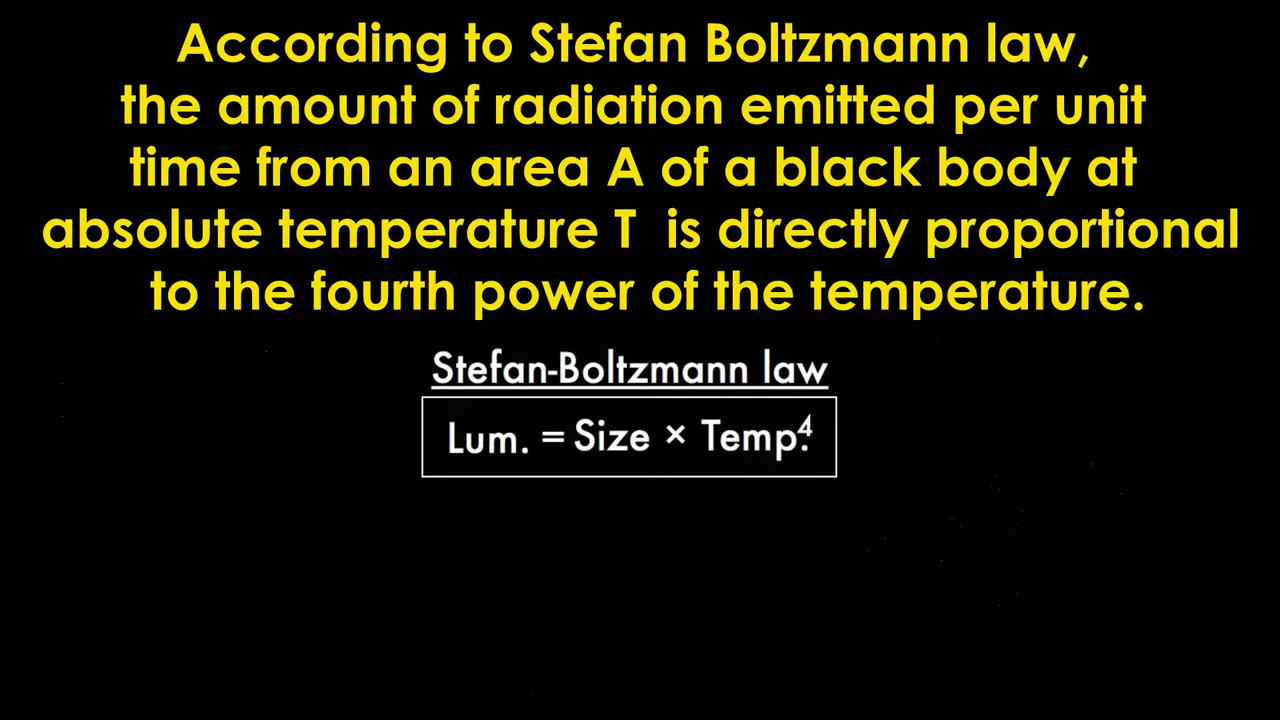 According to Stefan Boltzmann law,
the amount of radiation emitted per unit
time from an area A of a black body at
absolute temperature T is directly proportional
to the fourth power of the temperature.
Stefan-Boltzmann law
Lum. = Size × Temp.⁴